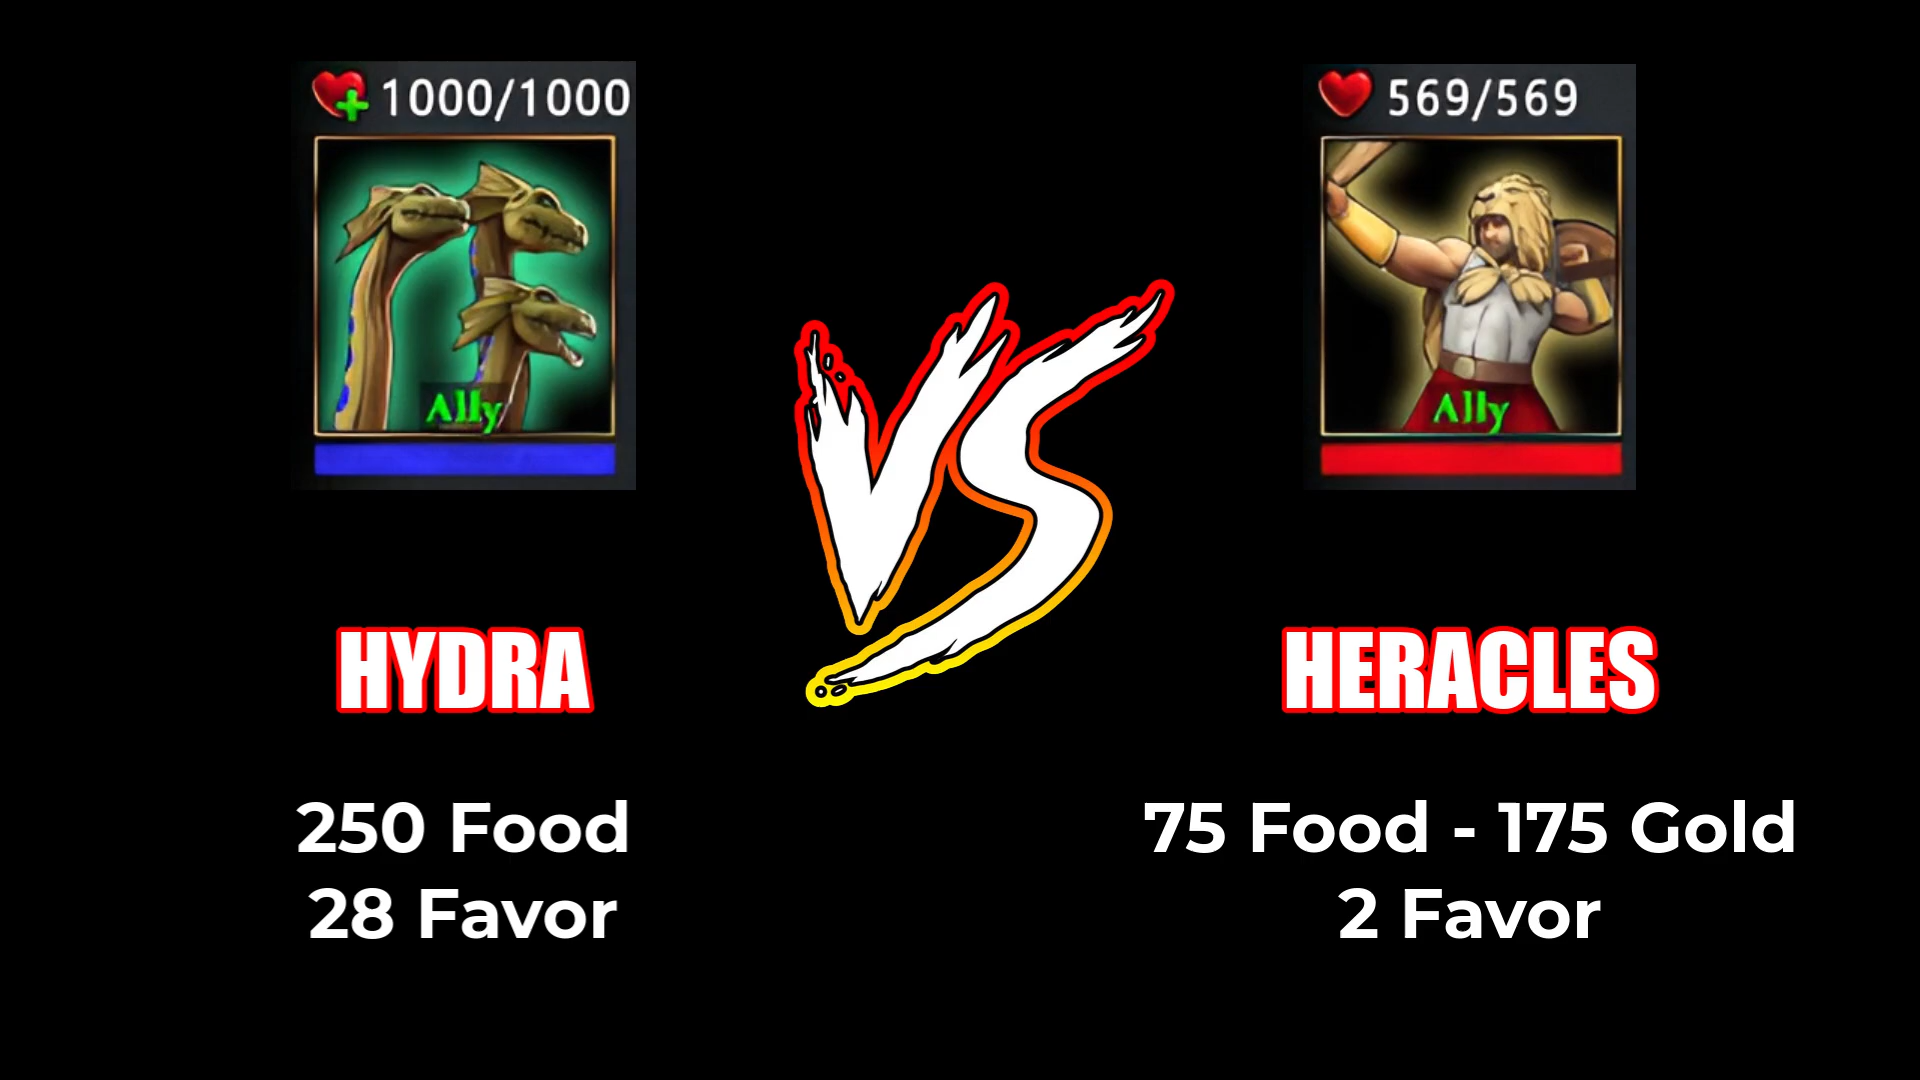 1000/1000
Ally
HYDRA
250 Food
28 Favor
VS
569/569
Ally
HERACLES
75 Food - 175 Gold
2 Favor